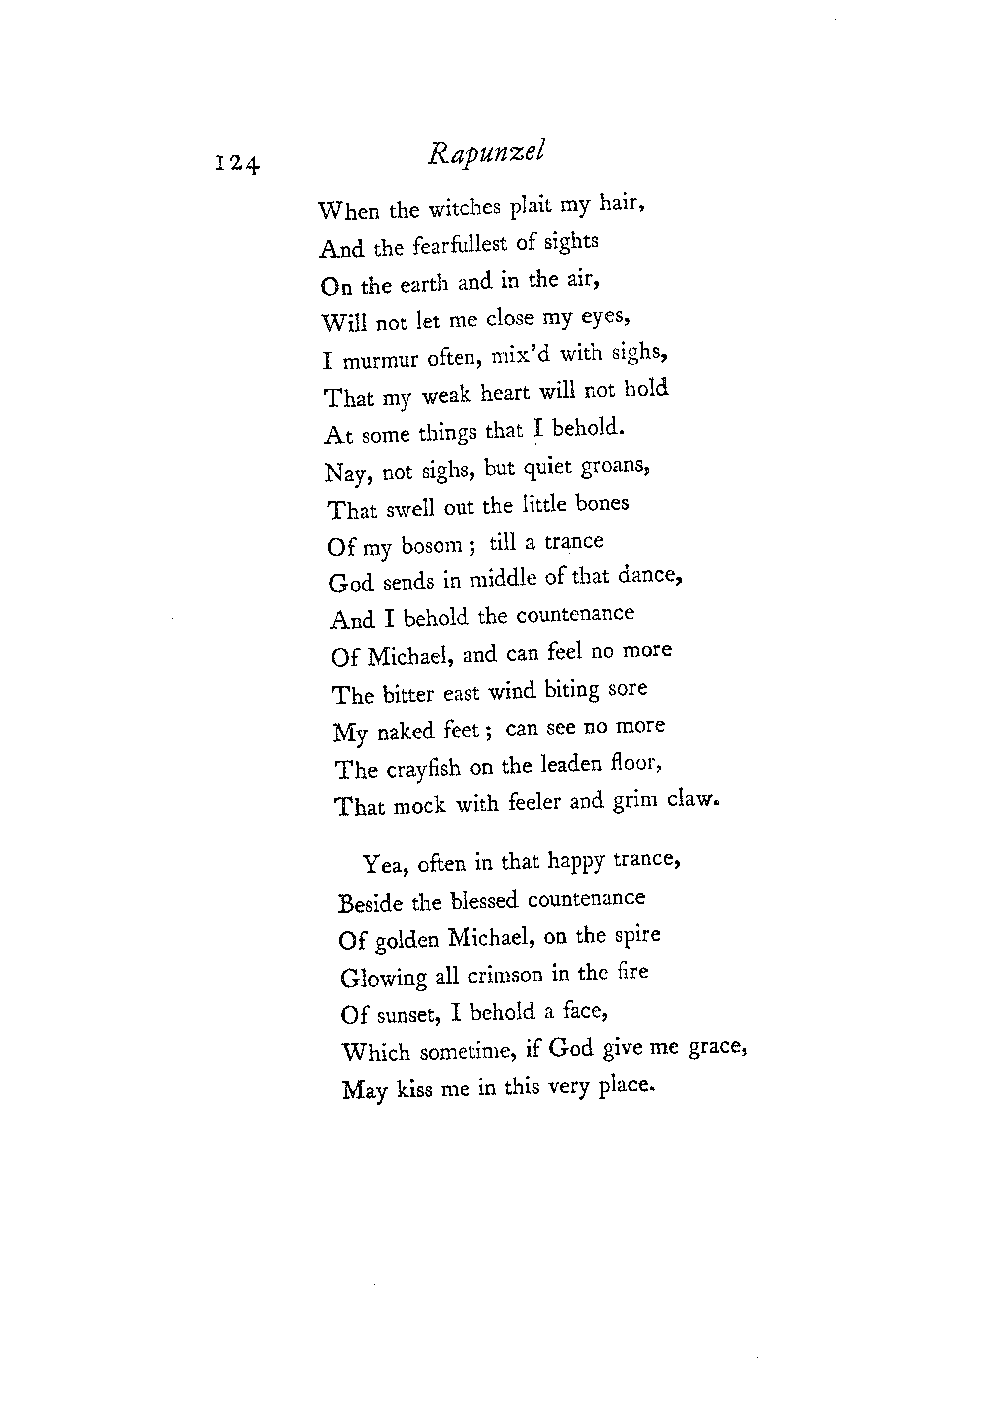 124 Rapunzel
When the witches plait my hair,
And the fearfullest of sights
On the earth and in the air,
Will not let me close my eyes,
I murmur often, mix'd with sighs,
That my weak heart will not hold
At some things that I behold.
Nay, not sighs, but quiet groans,
That swell out the little bones
Of my bosom ; till a trance
God sends in middle of that dance,
And I behold the countenance
Of Michael, and can feel no more
The bitter east wind biting sore
My naked feet ; can see no more
The crayfish on the leaden floor,
That mock with feeler and grim claw.
Yea, often in that happy trance,
Beside the blessed countenance
Of golden Michael, on the spire
Glowing all crimson in the fire
Of sunset, I behold a face,
Which sometime, if God give me grace,
May kiss me in this very place.